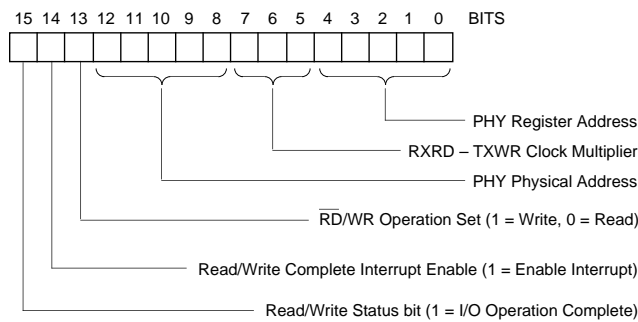 15 14 13 12 11 10 9 8 7 6 5 4 3 2 1 0 BITS
PHY Register Address
RXRD – TXWR Clock Multiplier
PHY Physical Address
RD/WR Operation Set (1 = Write, 0 = Read)
Read/Write Complete Interrupt Enable (1 = Enable Interrupt)
Read/Write Status bit (1 = I/O Operation Complete)